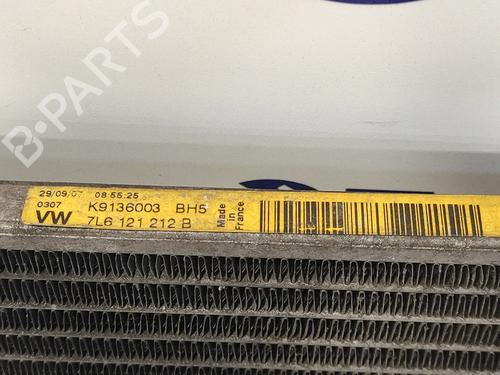 B-PARTS
29/09/07 08:55:25
0307 K9136003 BH5
VW 7L6 121 212 B
Made in France